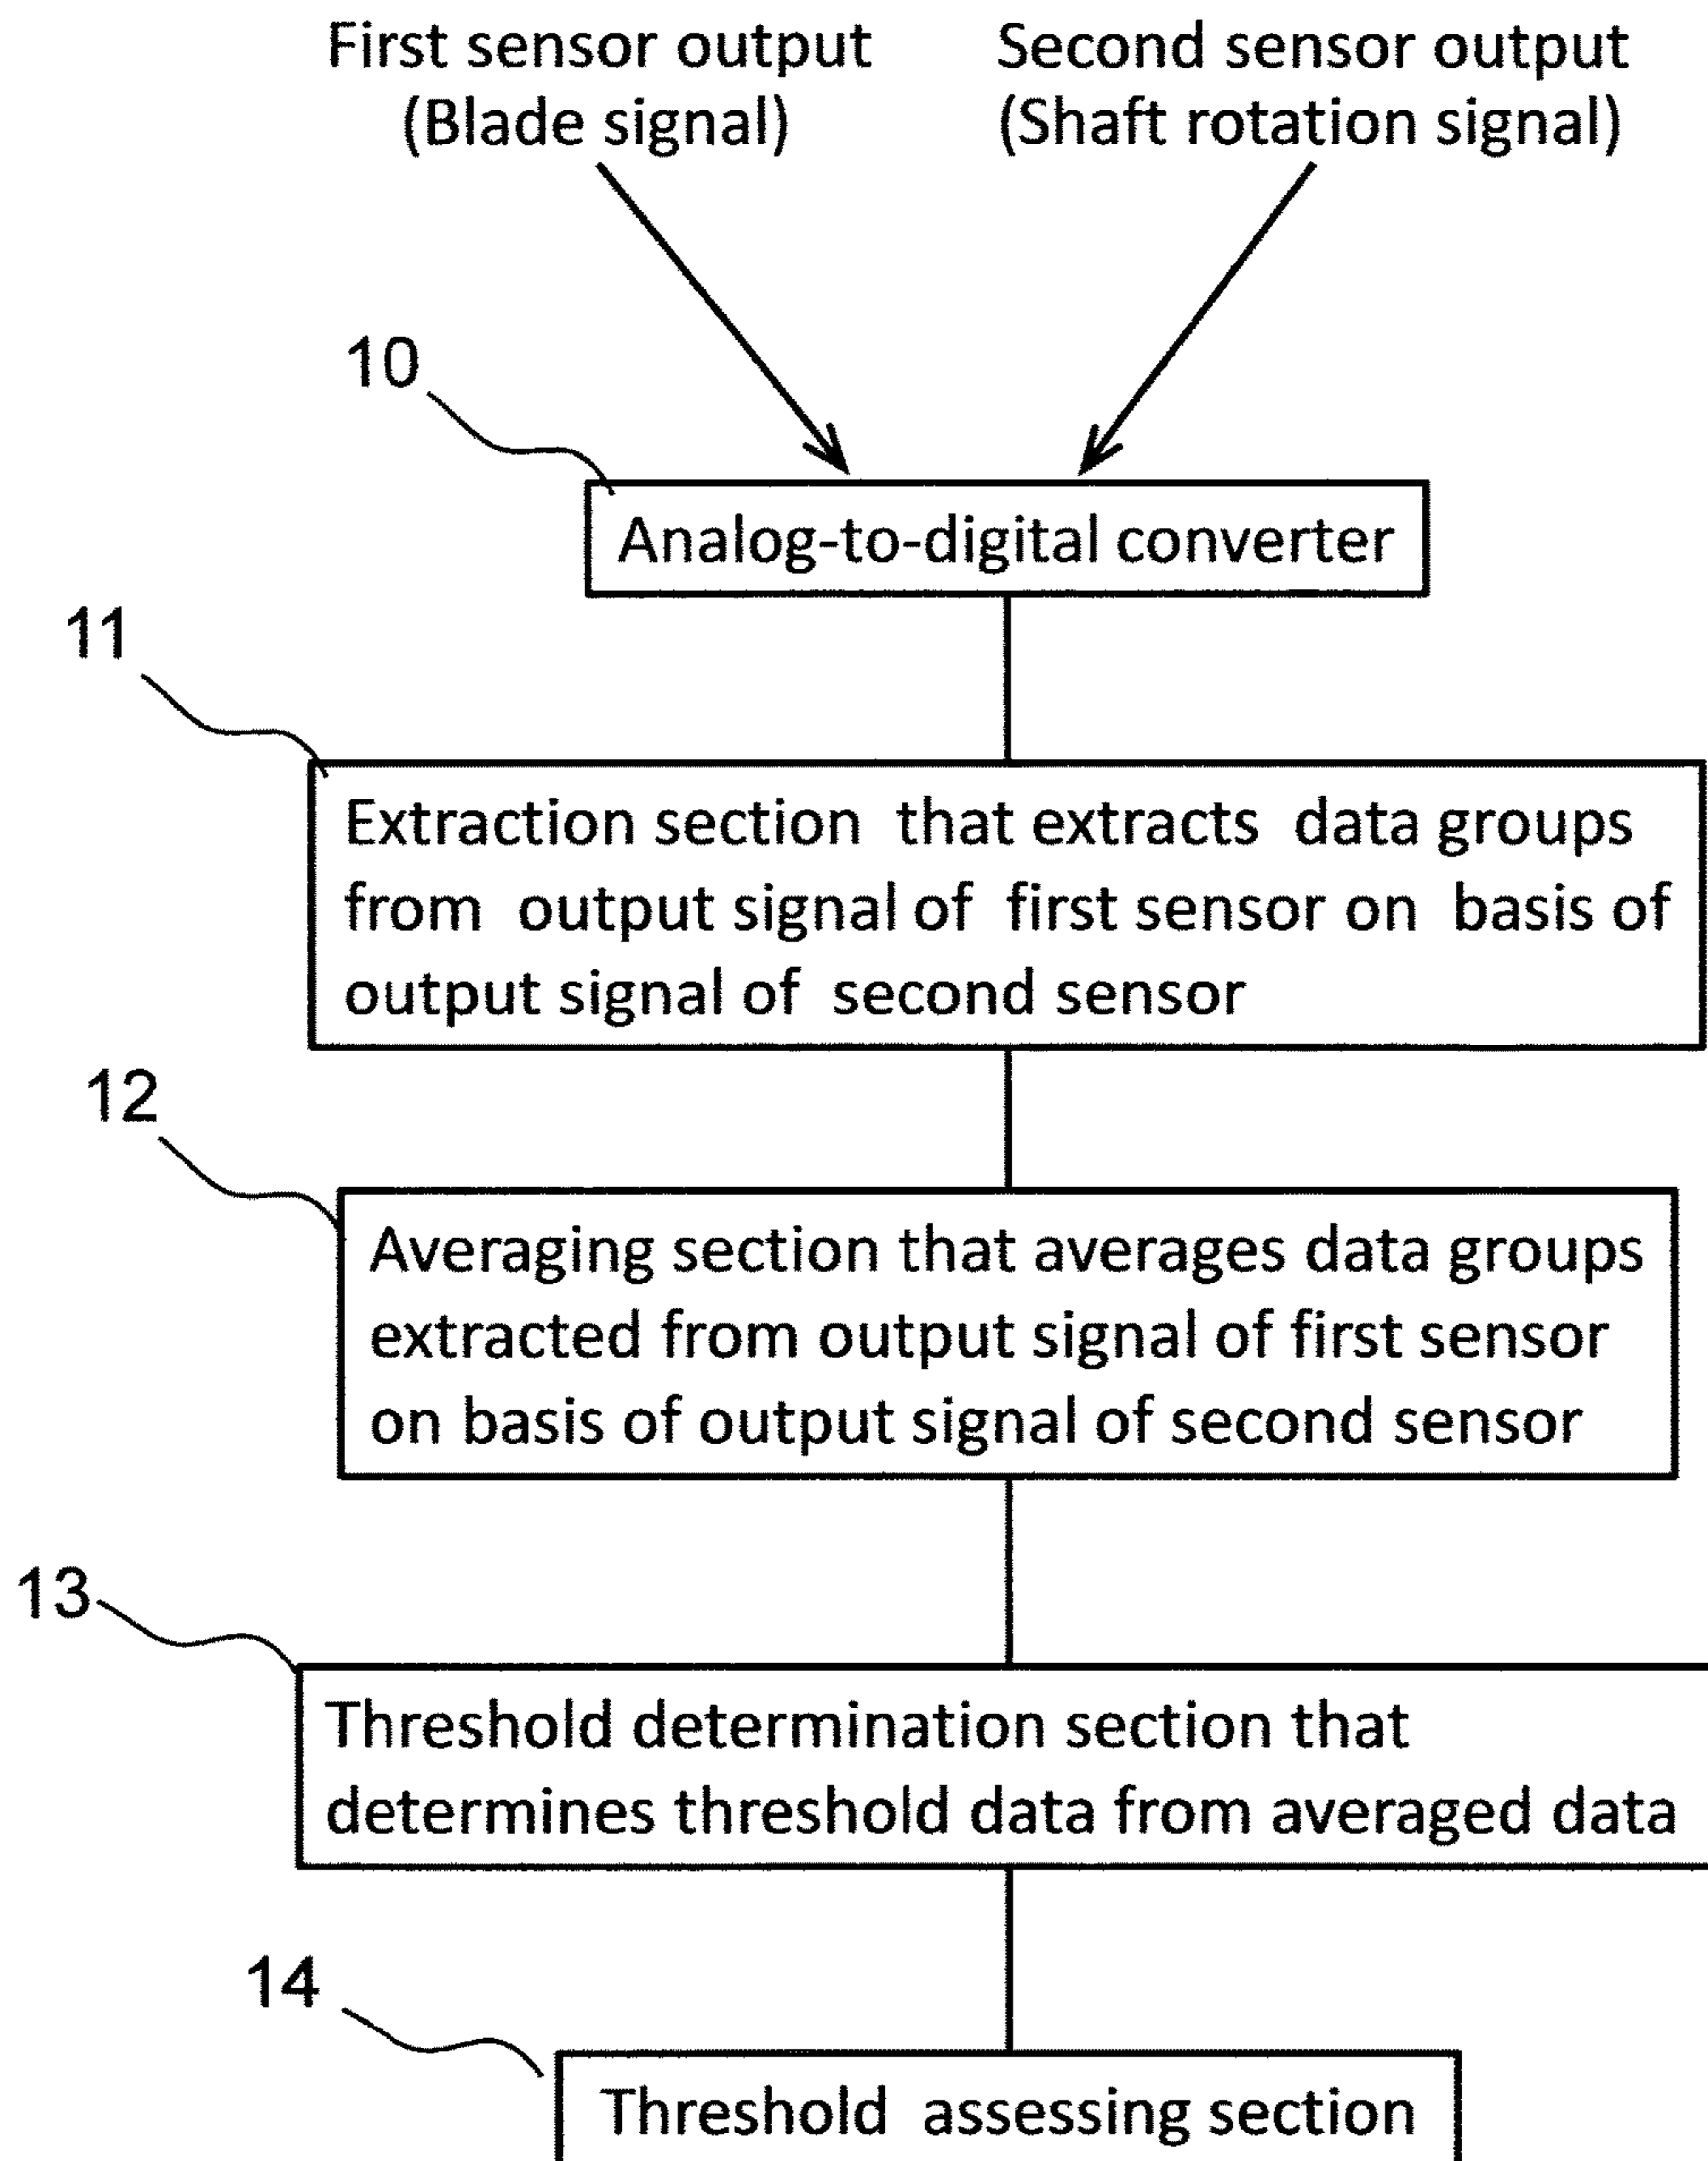 First sensor output
(Blade signal)
Second sensor output
(Shaft rotation signal)
10
Analog-to-digital converter
11
Extraction section that extracts data groups
from output signal of first sensor on basis of
output signal of second sensor
12
Averaging section that averages data groups
extracted from output signal of first sensor
on basis of output signal of second sensor
13
Threshold determination section that
determines threshold data from averaged data
14
Threshold assessing section